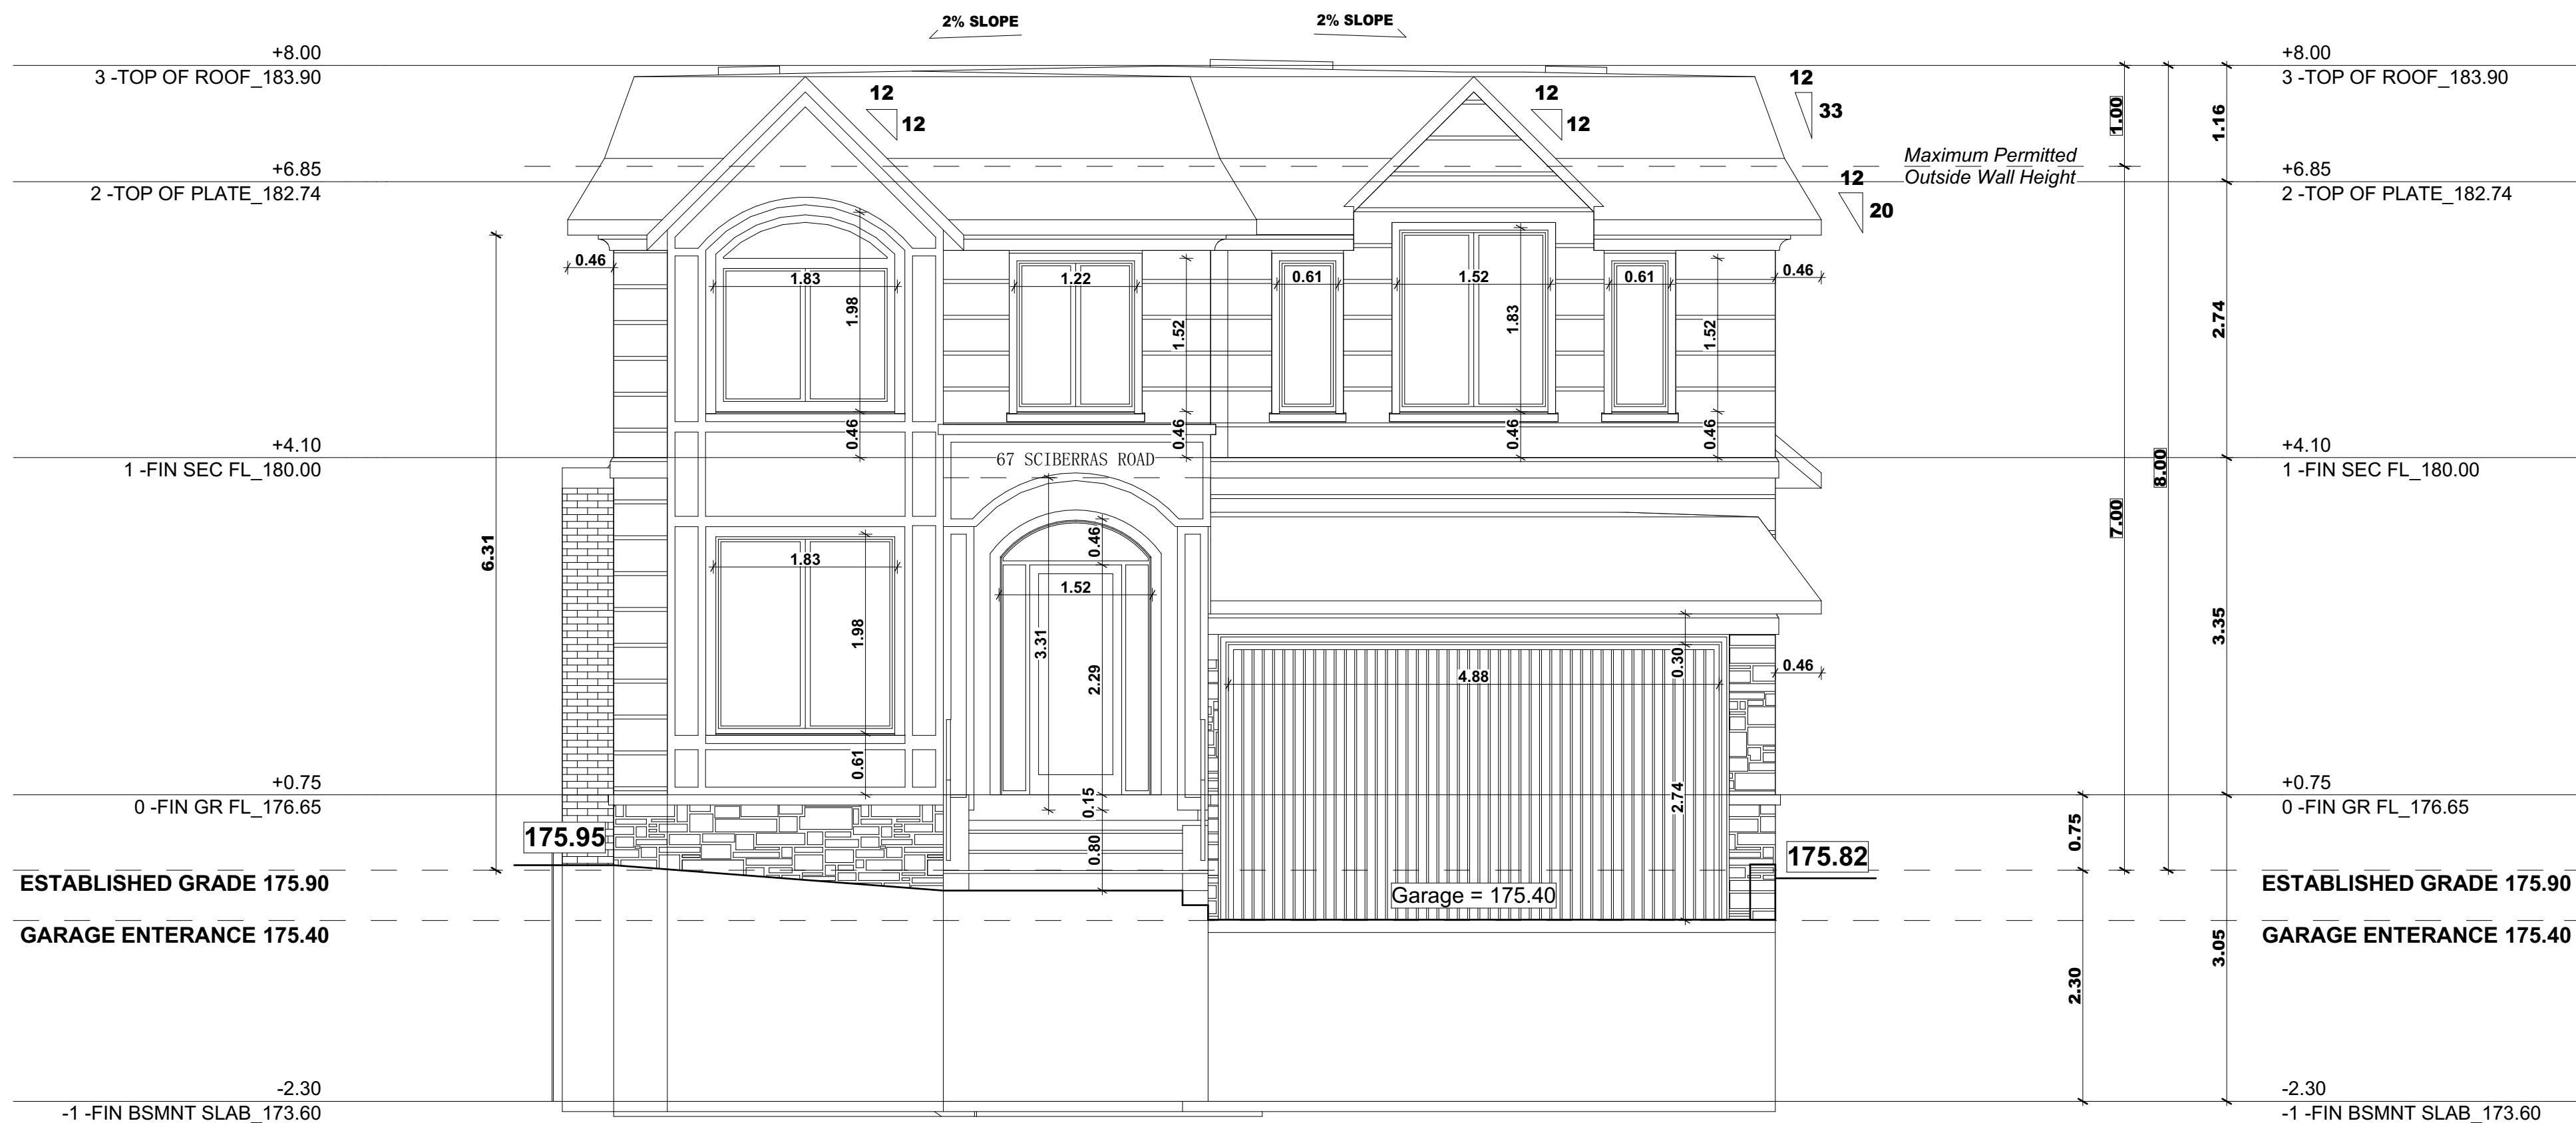 2% SLOPE
2% SLOPE
+8.00
3 -TOP OF ROOF_183.90
+8.00
3 -TOP OF ROOF_183.90
12
12
12
12
12
33
1.00
1.16
Maximum Permitted
Outside Wall Height
+6.85
2 -TOP OF PLATE_182.74
+6.85
2 -TOP OF PLATE_182.74
12
20
0.46
1.83
1.22
0.61
1.52
0.61
0.46
1.98
1.52
1.83
1.52
2.74
0.46
0.46
0.46
0.46
+4.10
1 -FIN SEC FL_180.00
67 SCIBERRAS ROAD
+4.10
1 -FIN SEC FL_180.00
8.00
7.00
6.31
1.83
0.46
1.52
1.98
3.31
2.29
3.35
0.30
4.88
0.46
0.61
+0.75
0 -FIN GR FL_176.65
0.15
2.74
+0.75
0 -FIN GR FL_176.65
175.95
0.80
0.75
175.82
ESTABLISHED GRADE 175.90
Garage = 175.40
ESTABLISHED GRADE 175.90
GARAGE ENTERANCE 175.40
GARAGE ENTERANCE 175.40
3.05
2.30
-2.30
-1 -FIN BSMNT SLAB_173.60
-2.30
-1 -FIN BSMNT SLAB_173.60